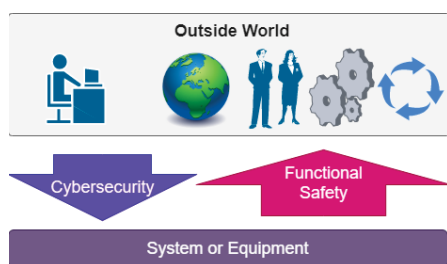 Outside World
Cybersecurity
Functional
Safety
System or Equipment